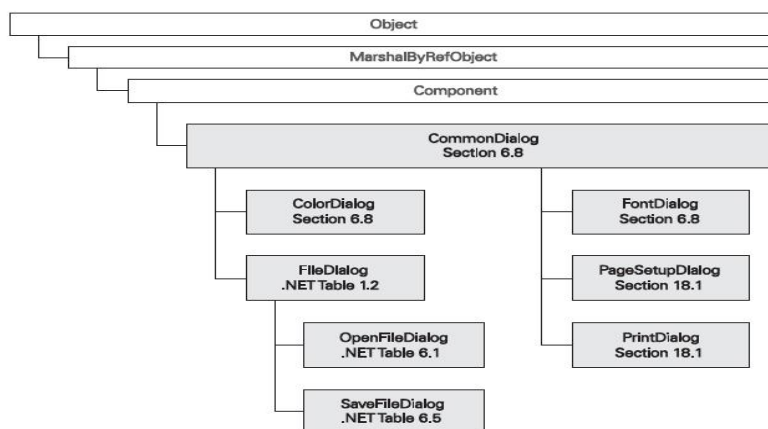 Object
MarshalByRefObject
Component
CommonDialog
Section 6.8
ColorDialog
Section 6.8
FileDialog
.NET Table 1.2
OpenFileDialog
.NET Table 6.1
SaveFileDialog
.NET Table 6.5
FontDialog
Section 6.8
PageSetupDialog
Section 18.1
PrintDialog
Section 18.1